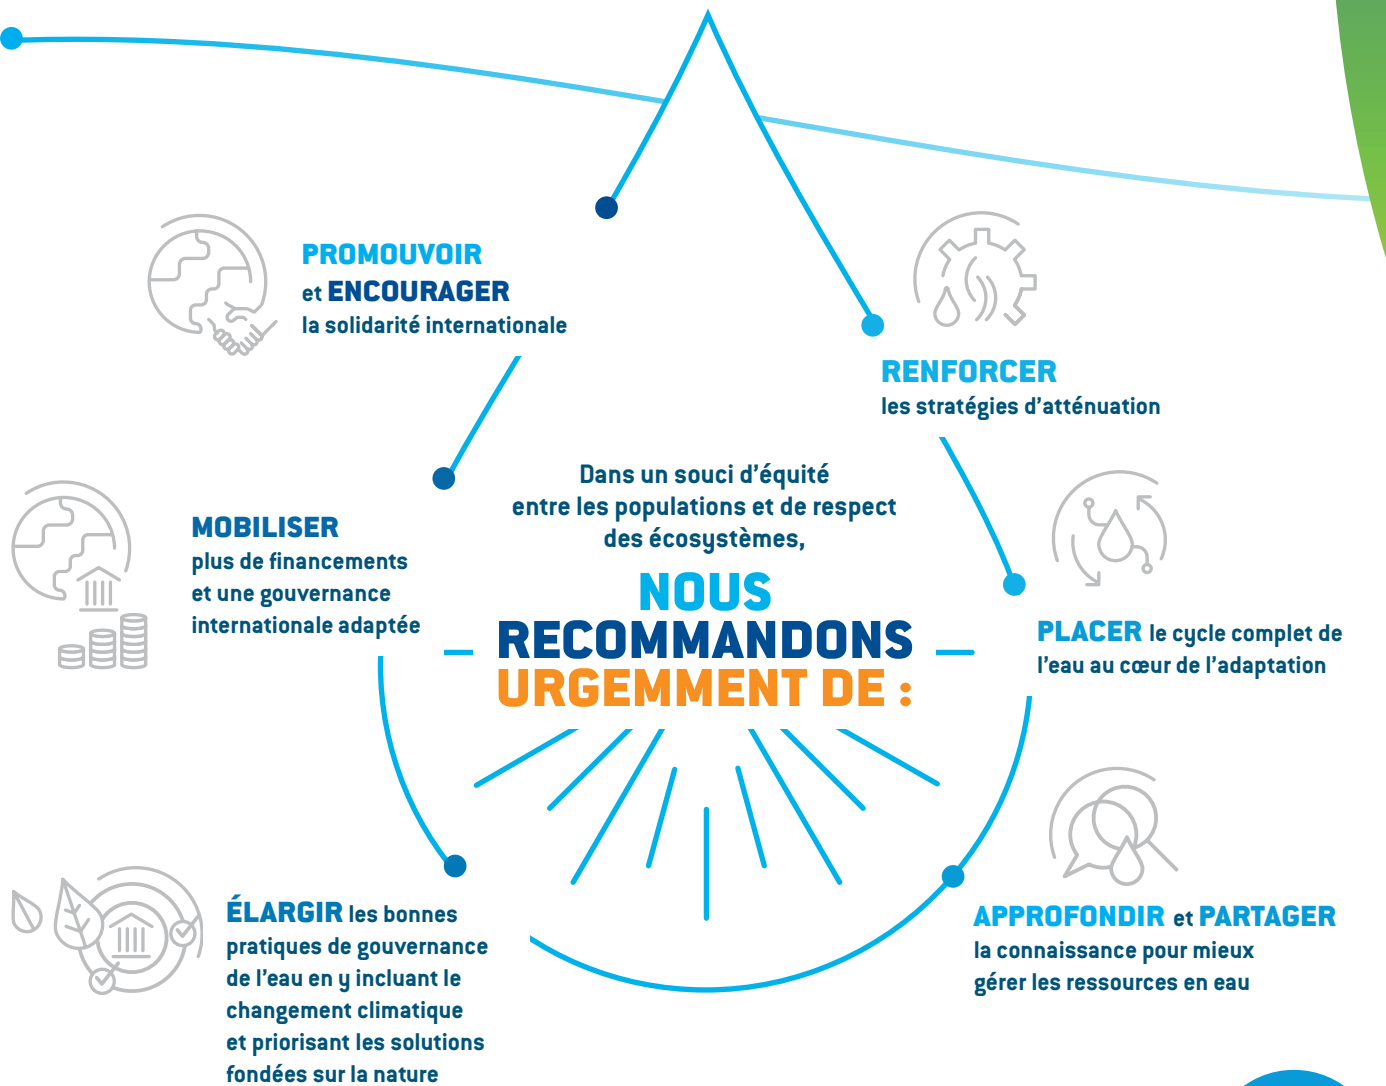 PROMOUVOIR
et ENCOURAGER
la solidarité internationale
RENFORCER
les stratégies d’atténuation
Dans un souci d’équité
entre les populations et de respect
des écosystèmes,
NOUS
RECOMMANDONS
URGEMMENT DE :
MOBILISER
plus de financements
et une gouvernance
internationale adaptée
PLACER le cycle complet de
l’eau au cœur de l’adaptation
ÉLARGIR les bonnes
pratiques de gouvernance
de l’eau en y incluant le
changement climatique
et priorisant les solutions
fondées sur la nature
APPROFONDIR et PARTAGER
la connaissance pour mieux
gérer les ressources en eau